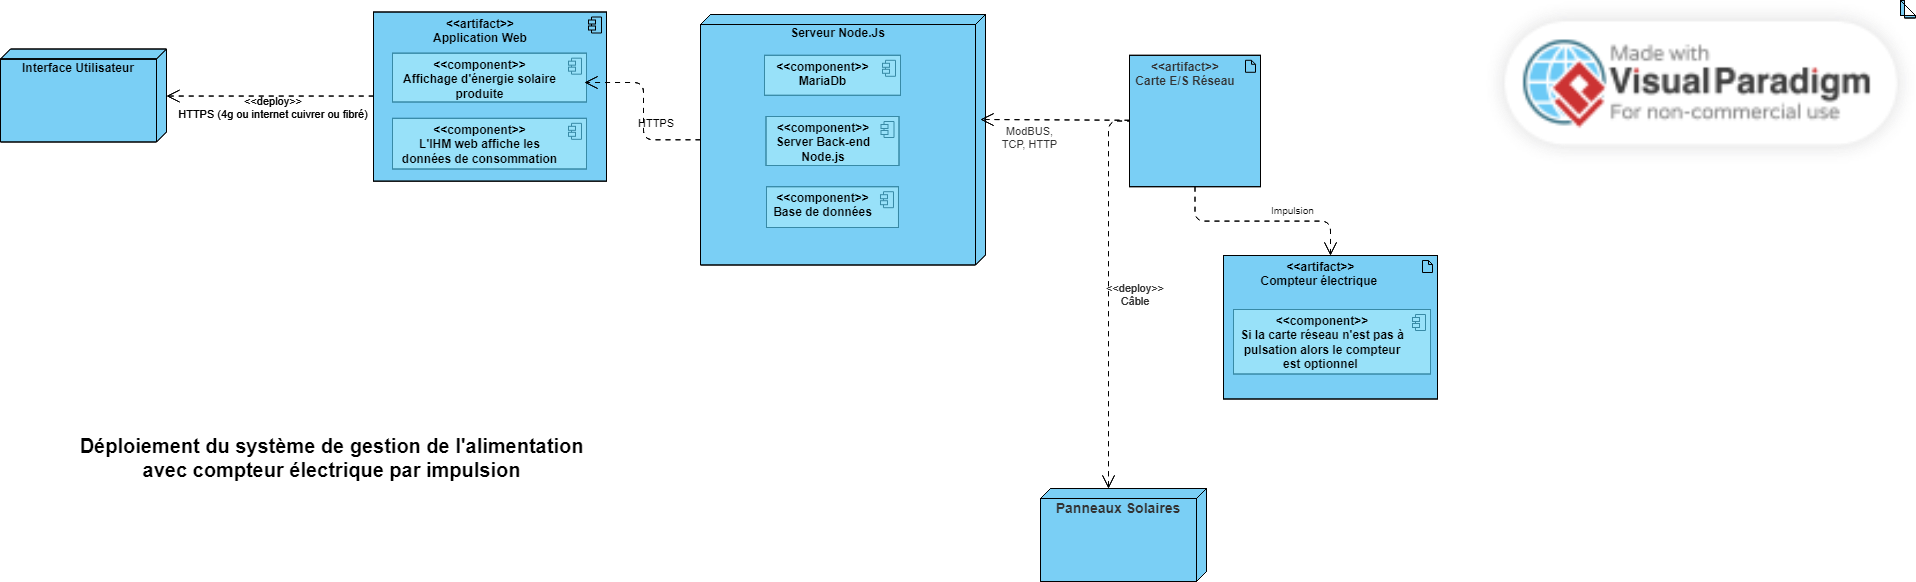 Interface Utilisateur
<<deploy>>
HTTPS (4g ou internet cuivrer ou fibré)
<<artifact>>
Application Web
<<component>>
Affichage d'énergie solaire
produite
<<component>>
L'IHM web affiche les
données de consommation
HTTPS
Serveur Node.Js
<<component>>
MariaDb
<<component>>
Server Back-end
Node.js
<<component>>
Base de données
ModBUS,
TCP, HTTP
<<artifact>>
Carte E/S Réseau
Impulsion
<<artifact>>
Compteur électrique
<<component>>
Si la carte réseau n'est pas à
pulsation alors le compteur
est optionnel
<<deploy>>
Câble
Panneaux Solaires
Déploiement du système de gestion de l'alimentation
avec compteur électrique par impulsion
Made with
Visual Paradigm
For non-commercial use